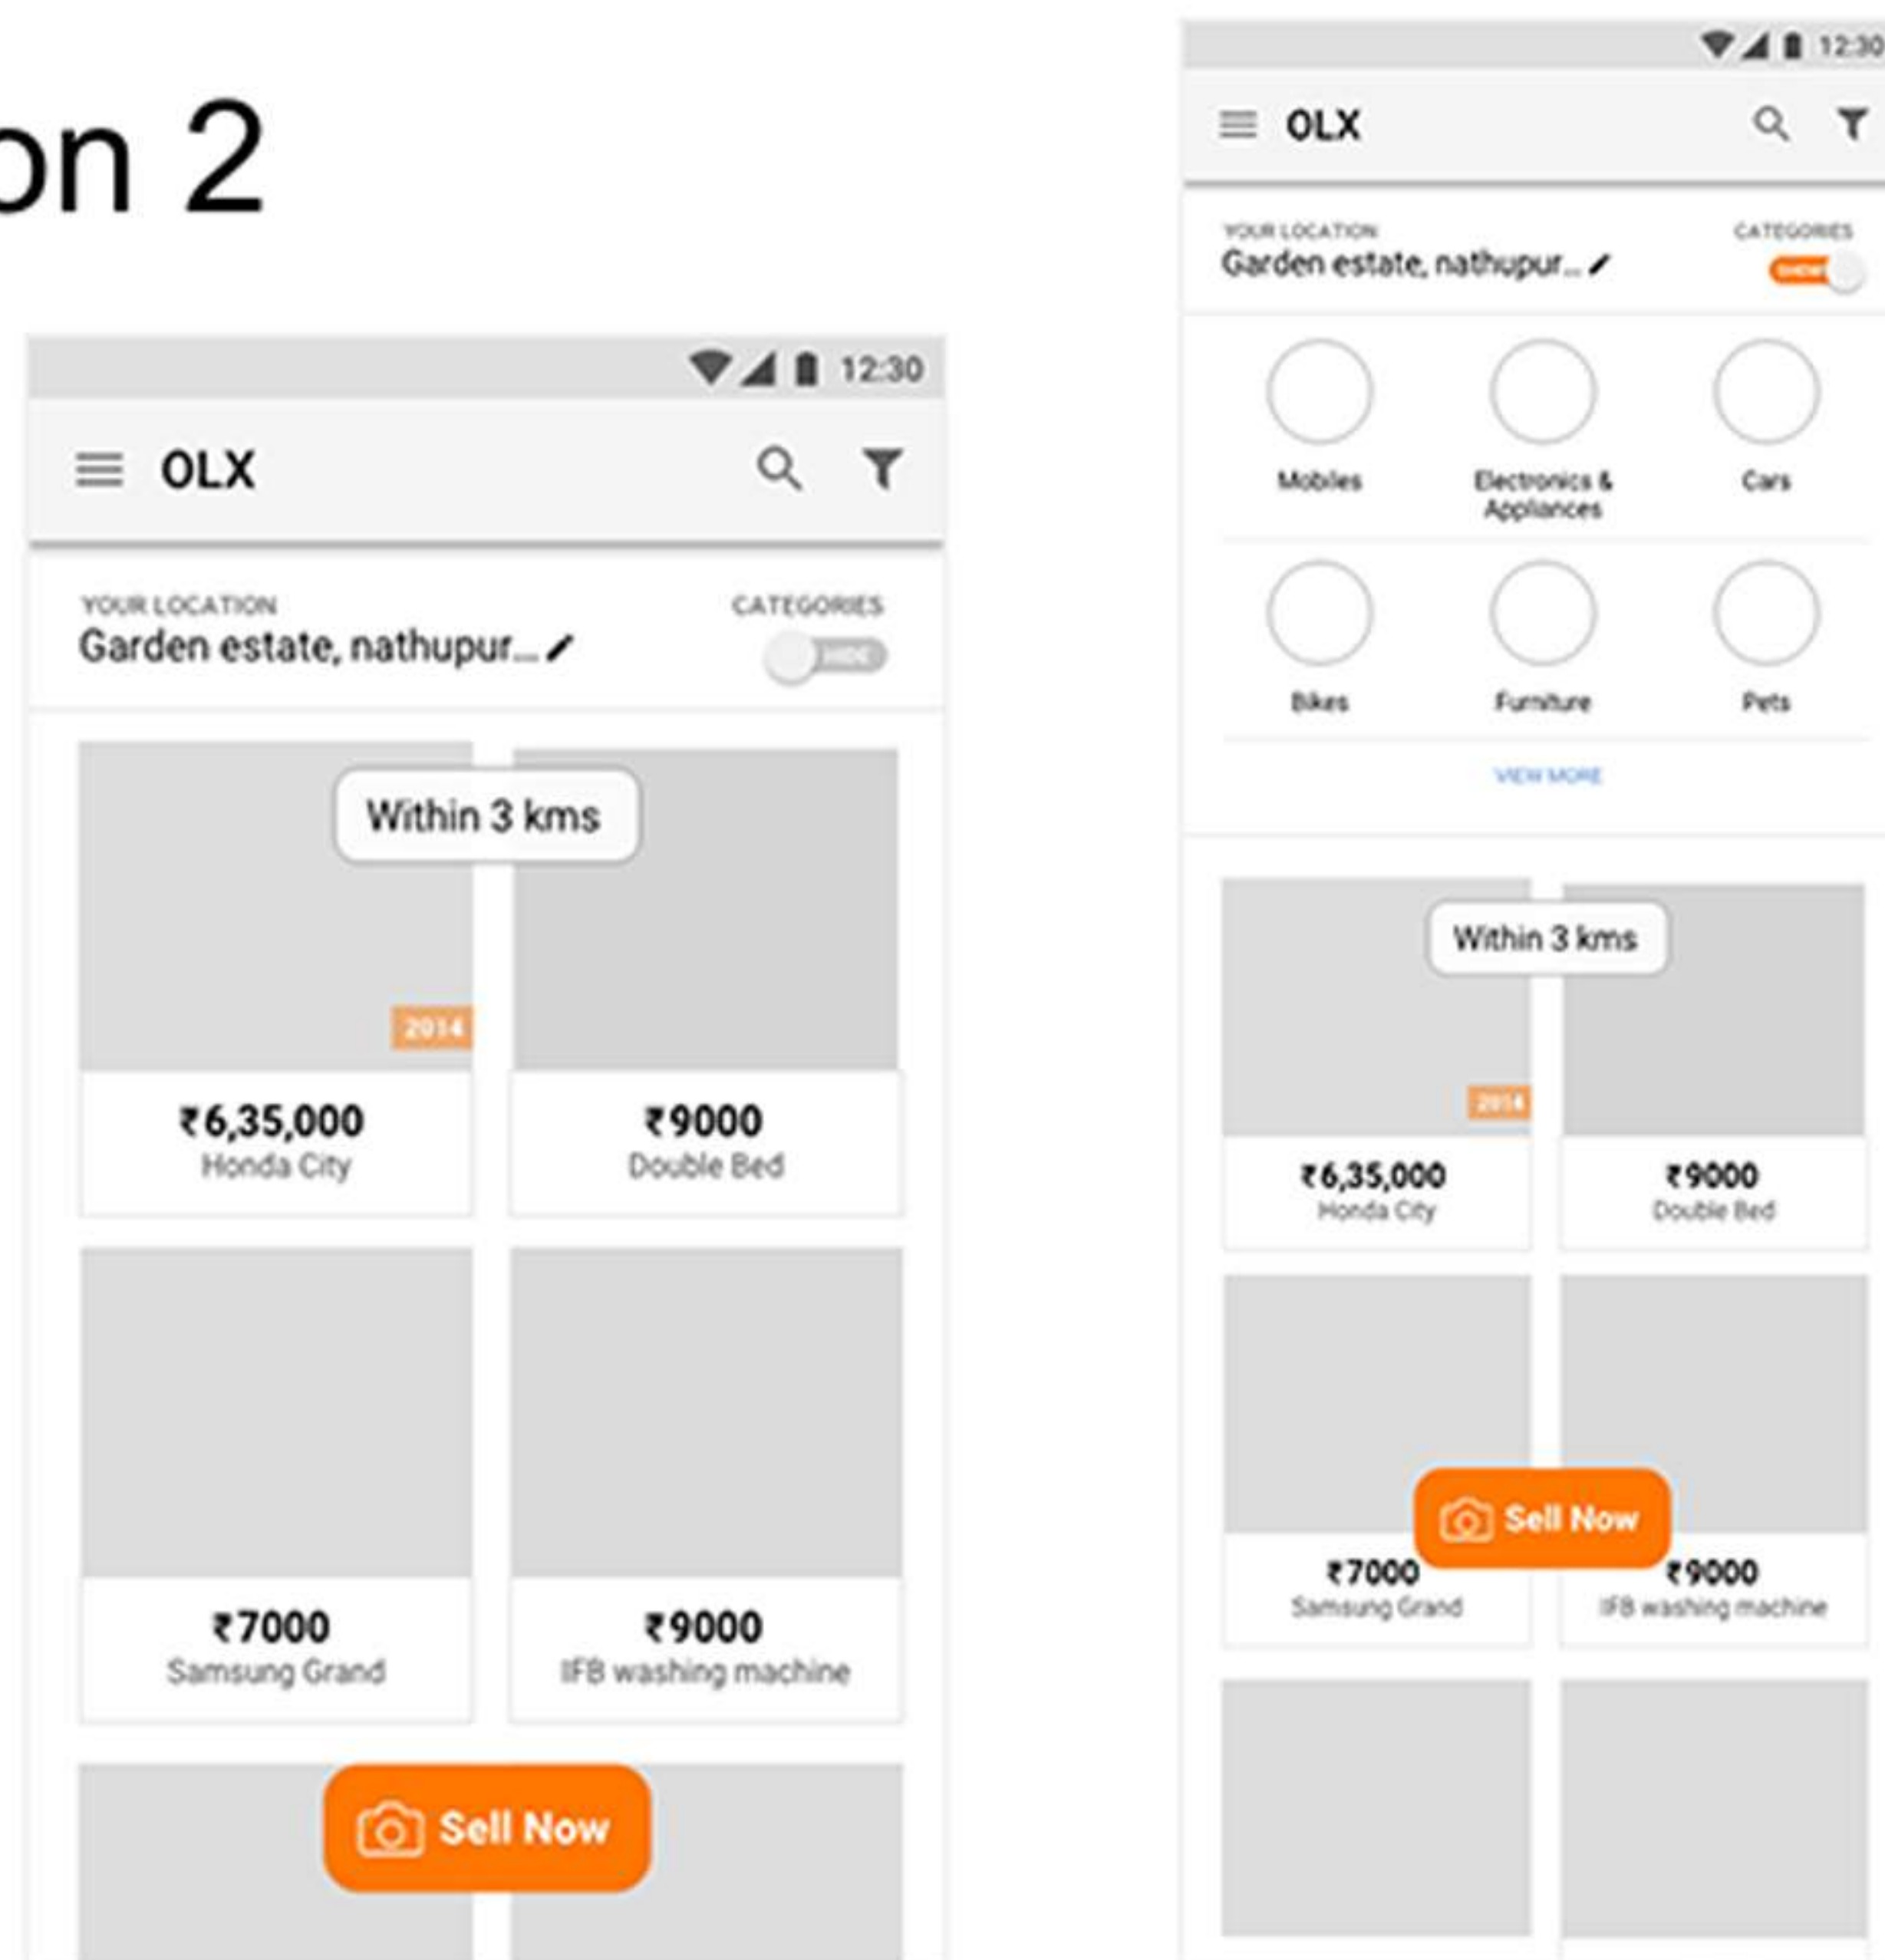 on 2
12:30
OLX
YOUR LOCATION
Garden estate, nathupur...
CATEGORIES
HIDE
Within 3 kms
2014
₹6,35,000
Honda City
₹9000
Double Bed
₹7000
Samsung Grand
₹9000
IFB washing machine
Sell Now
12:30
OLX
YOUR LOCATION
Garden estate, nathupur...
CATEGORIES
SHOW
Mobiles
Electronics &
Appliances
Cars
Bikes
Furniture
Pets
VIEW MORE
Within 3 kms
2014
₹6,35,000
Honda City
₹9000
Double Bed
Sell Now
₹7000
Samsung Grand
₹9000
IFB washing machine